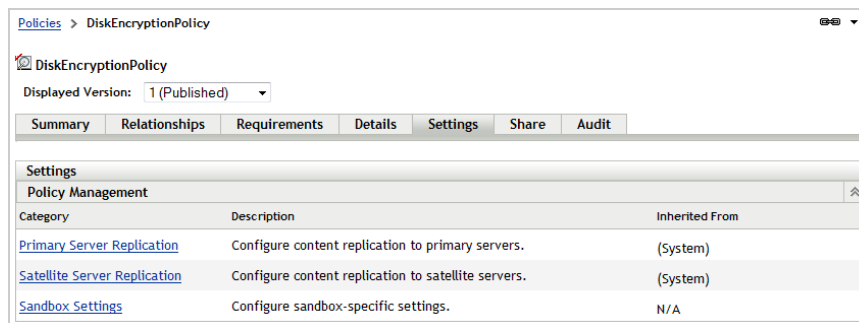 Policies > DiskEncryptionPolicy
DiskEncryptionPolicy
Displayed Version: 1 (Published)
Summary Relationships Requirements Details Settings Share Audit
Settings
Policy Management
Category Description Inherited From
Primary Server Replication Configure content replication to primary servers. (System)
Satellite Server Replication Configure content replication to satellite servers. (System)
Sandbox Settings Configure sandbox-specific settings. N/A